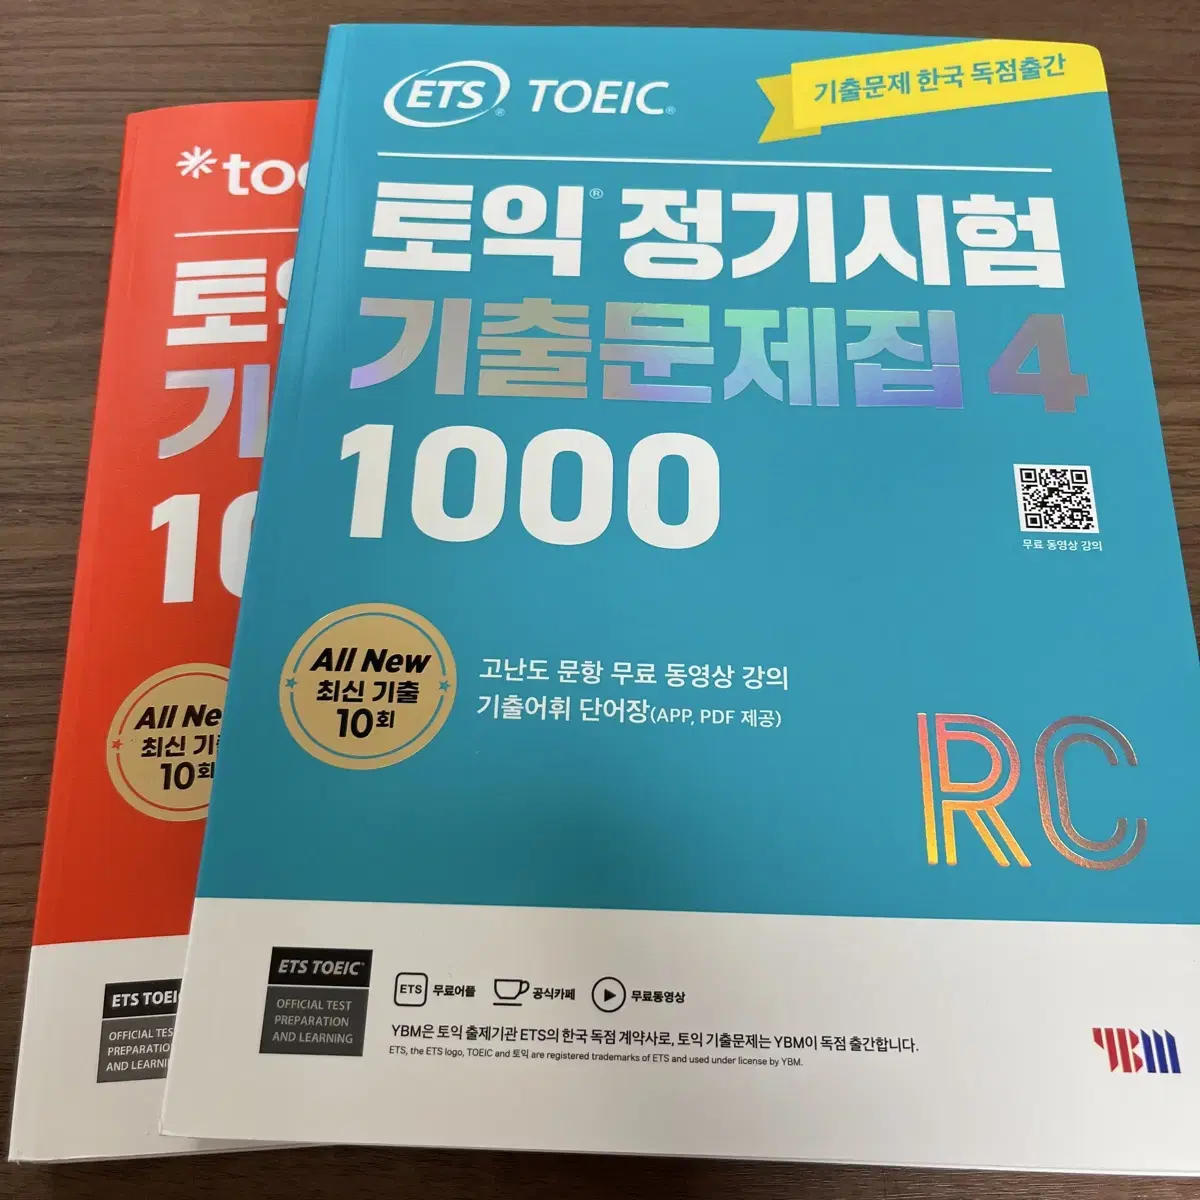 ETS® TOEIC®
기출문제 한국 독점출간
토익® 정기시험
기출문제집 4
1000
무료 동영상 강의
All New
최신 기출
10회
고난도 문항 무료 동영상 강의
기출어휘 단어장(APP, PDF 제공)
RC
ETS TOEIC®
OFFICIAL TEST
PREPARATION
AND LEARNING
ETS 무료어플
공식카페
무료동영상
YBM은 토익 출제기관 ETS의 한국 독점 계약사로, 토익 기출문제는 YBM이 독점 출간합니다.
ETS, the ETS logo, TOEIC and 토익 are registered trademarks of ETS and used under license by YBM.
YBM
토
기
All
최신
ETS TOEIC
OFFICIAL
PREPARATION
AND